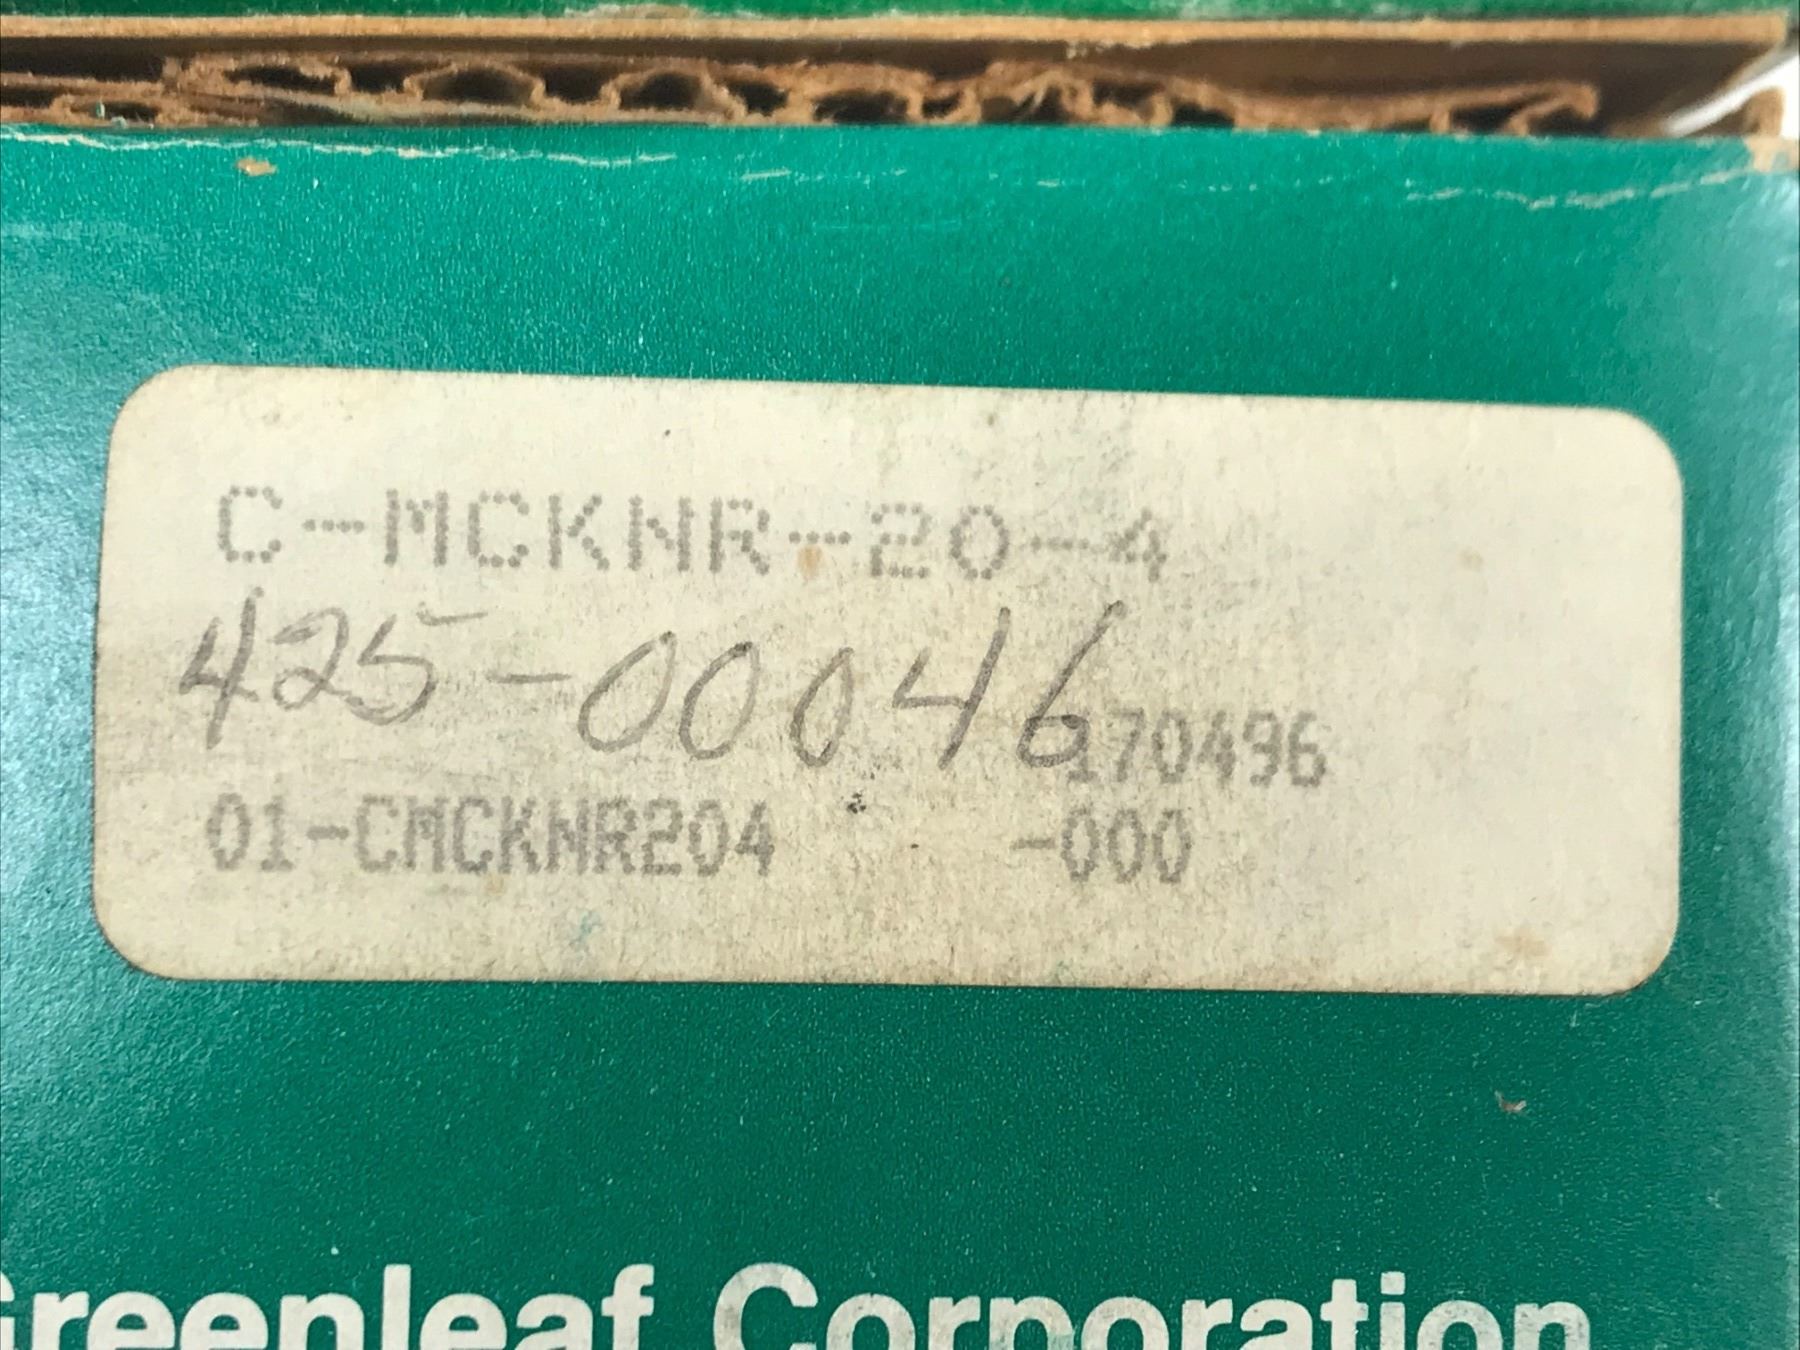 C-MCKNR-20-4
425-00046
170496
01-CMCKNR204 -000
Greenleaf Corporation